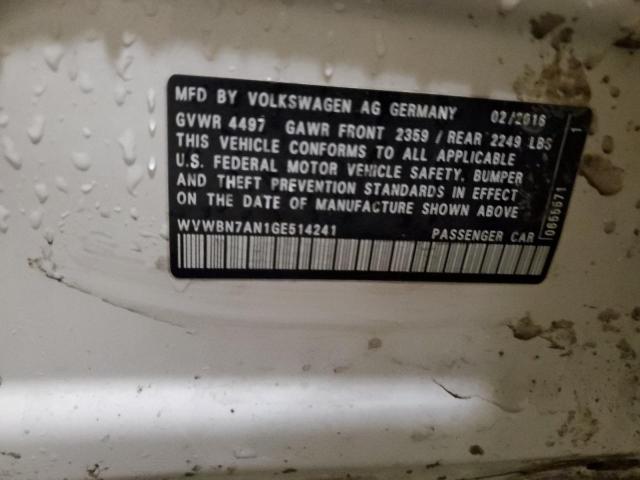 MFD BY VOLKSWAGEN AG GERMANY 02/2016
GVWR 4497 GAWR FRONT 2359 / REAR 2249 LBS
THIS VEHICLE CONFORMS TO ALL APPLICABLE
U.S. FEDERAL MOTOR VEHICLE SAFETY, BUMPER
AND THEFT PREVENTION STANDARDS IN EFFECT
ON THE DATE OF MANUFACTURE SHOWN ABOVE
WVWBN7AN1GE514241 PASSENGER CAR
0655571 1